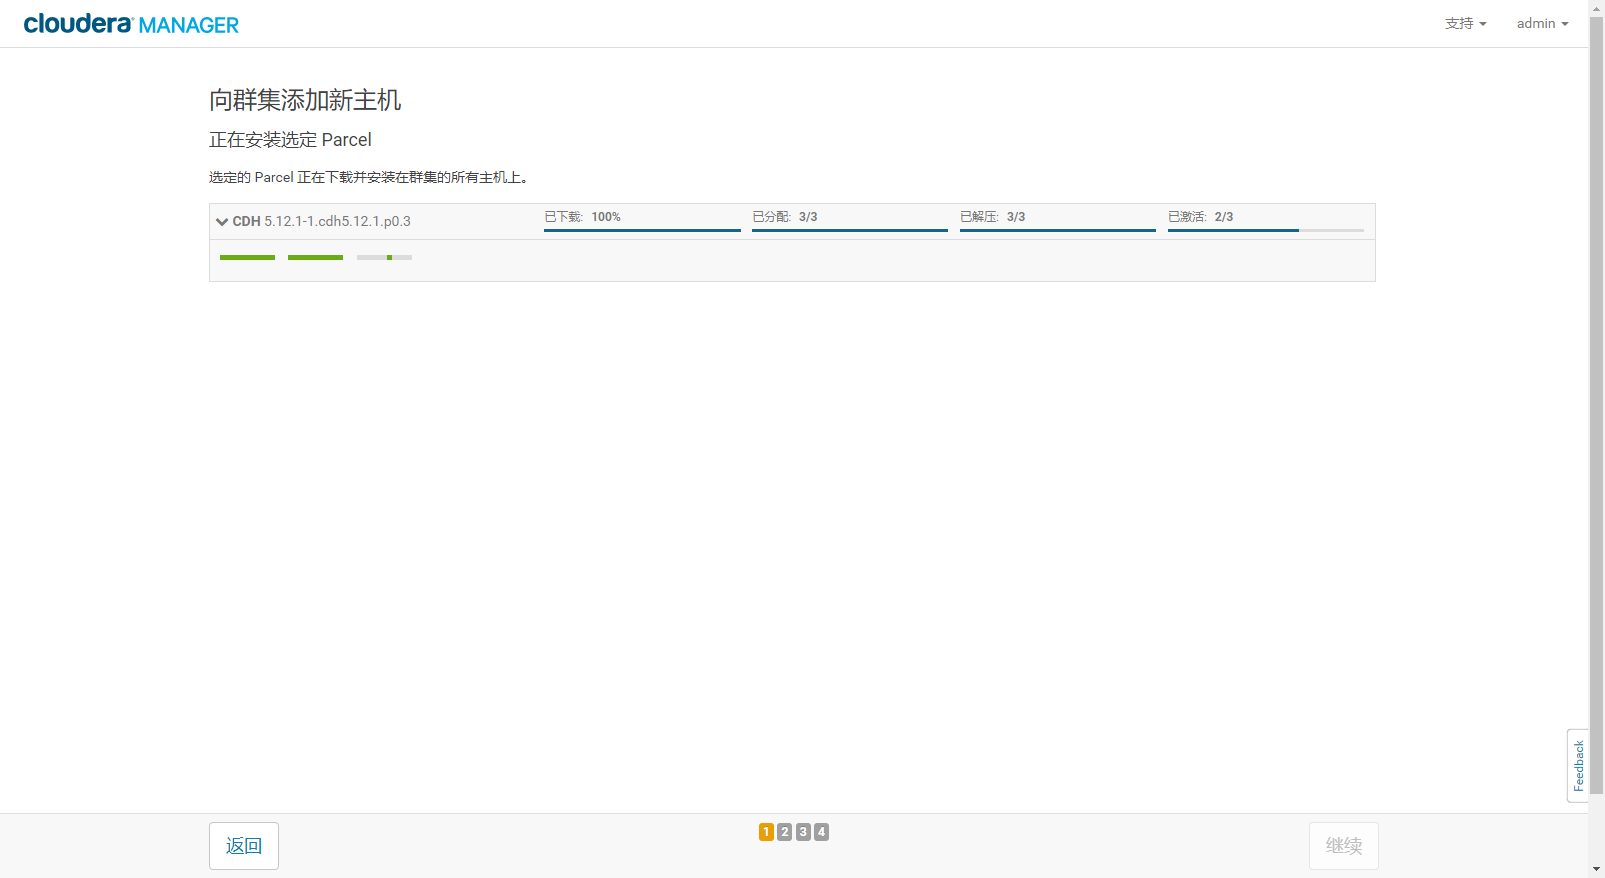 cloudera MANAGER
支持 admin
向群集添加新主机
正在安装选定 Parcel
选定的 Parcel 正在下载并安装在群集的所有主机上。
CDH 5.12.1-1.cdh5.12.1.p0.3 已下载: 100% 已分配: 3/3 已解压: 3/3 已激活: 2/3
Feedback
返回 1 2 3 4 继续